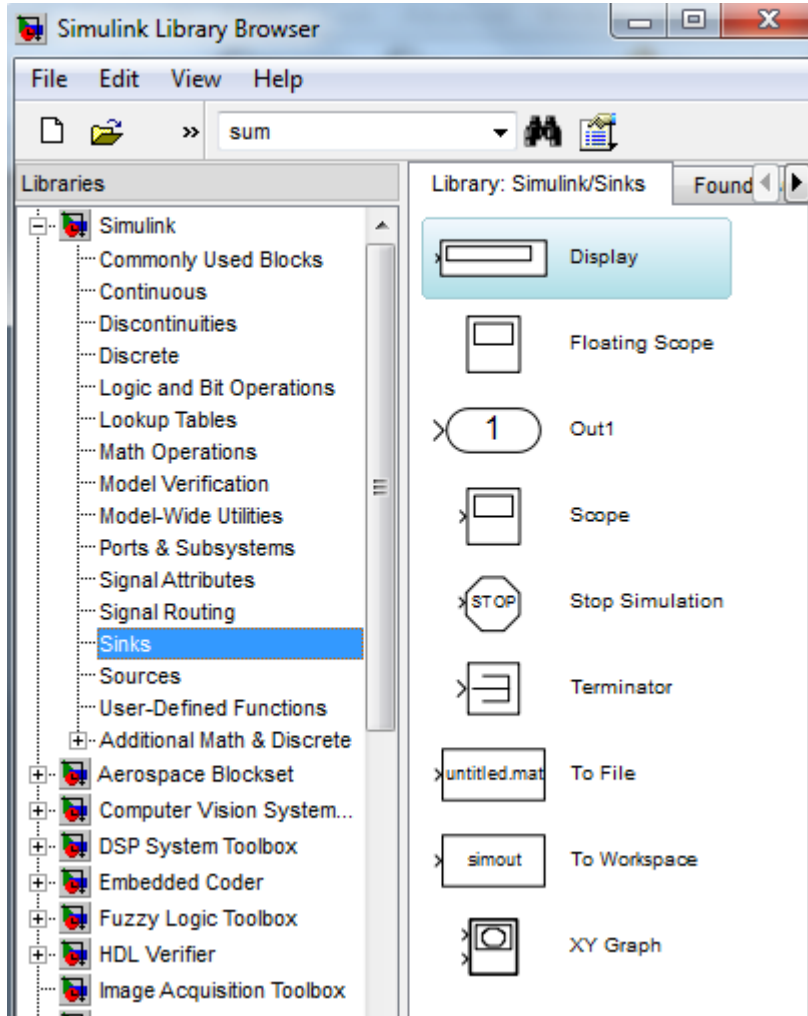 Simulink Library Browser
File Edit View Help
» sum
Libraries
Simulink
Commonly Used Blocks
Continuous
Discontinuities
Discrete
Logic and Bit Operations
Lookup Tables
Math Operations
Model Verification
Model-Wide Utilities
Ports & Subsystems
Signal Attributes
Signal Routing
Sinks
Sources
User-Defined Functions
Additional Math & Discrete
Aerospace Blockset
Computer Vision System...
DSP System Toolbox
Embedded Coder
Fuzzy Logic Toolbox
HDL Verifier
Image Acquisition Toolbox
Library: Simulink/Sinks Found
Display
Floating Scope
1 Out1
Scope
STOP Stop Simulation
Terminator
untitled.mat To File
simout To Workspace
XY Graph